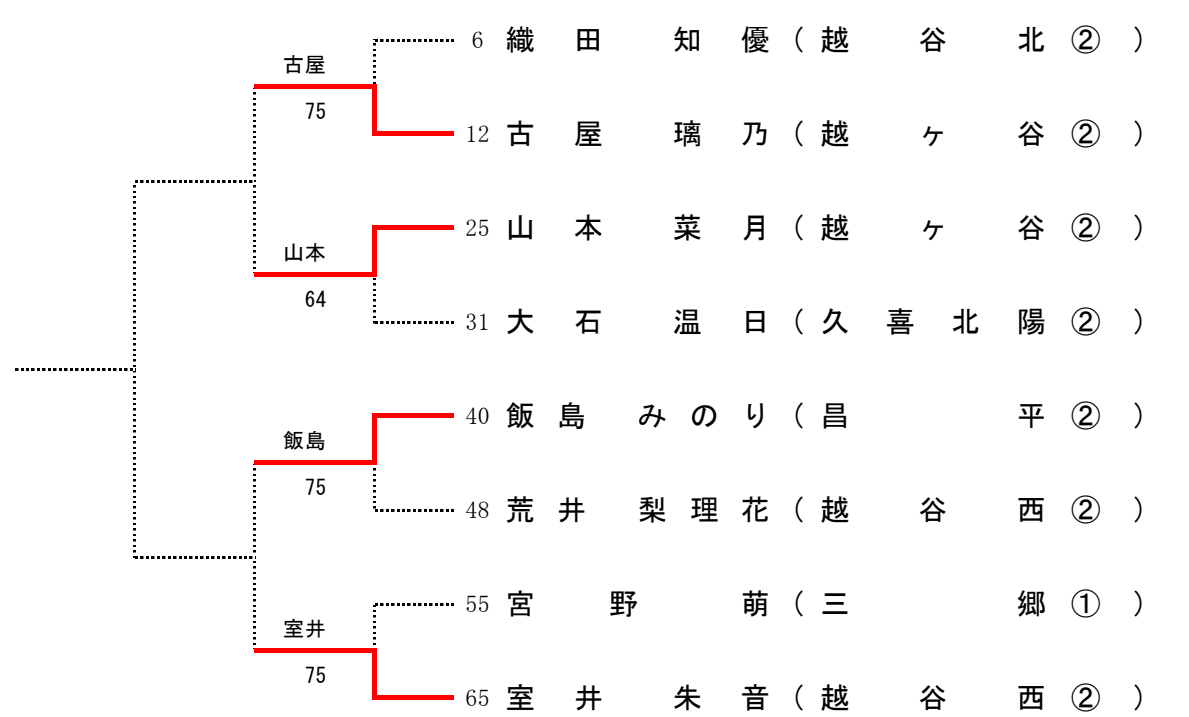 6 織田 知優 ( 越谷北 ② )
古屋
75
12 古屋 璃乃 ( 越ヶ谷 ② )
25 山本 菜月 ( 越ヶ谷 ② )
山本
64
31 大石 温日 ( 久喜北陽 ② )
40 飯島 みのり ( 昌平 ② )
飯島
75
48 荒井 梨理花 ( 越谷西 ② )
55 宮野 萌 ( 三郷 ① )
室井
75
65 室井 朱音 ( 越谷西 ② )